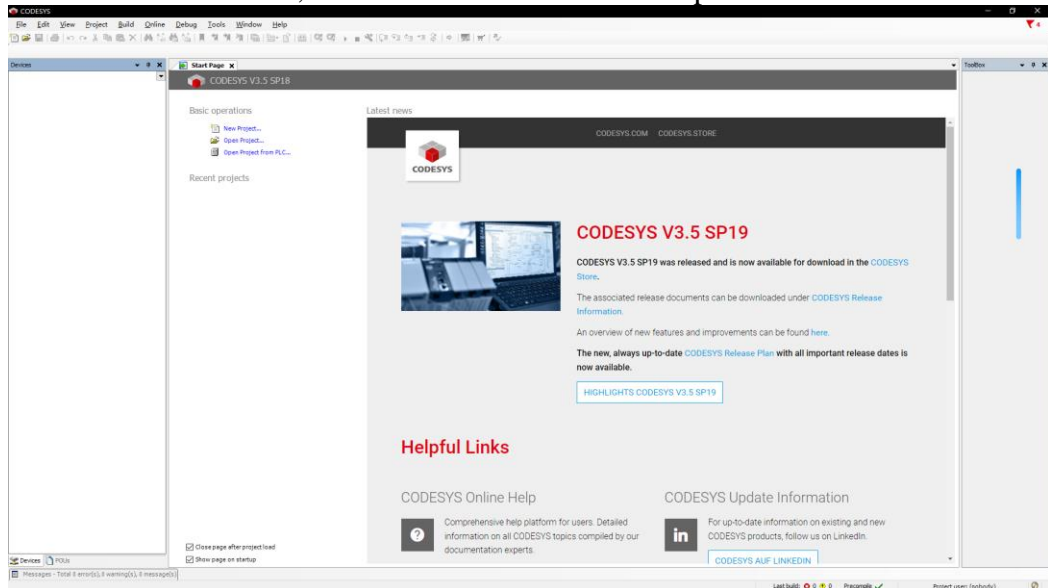 CODESYS
File Edit View Project Build Online Debug Tools Window Help
4
Devices
Start Page
ToolBox
CODESYS V3.5 SP18
Basic operations
New Project...
Open Project...
Open Project from PLC...
Recent projects
Latest news
CODESYS.COM CODESYS.STORE
CODESYS
CODESYS V3.5 SP19
CODESYS V3.5 SP19 was released and is now available for download in the CODESYS
Store.
The associated release documents can be downloaded under CODESYS Release
Information.
An overview of new features and improvements can be found here.
The new, always up-to-date CODESYS Release Plan with all important release dates is
now available.
HIGHLIGHTS CODESYS V3.5 SP19
Helpful Links
CODESYS Online Help
Comprehensive help platform for users. Detailed
information on all CODESYS topics compiled by our
documentation experts.
CODESYS Update Information
in
For up-to-date information on existing and new
CODESYS products, follow us on LinkedIn.
CODESYS AUF LINKEDIN
Close page after project load
Show page on startup
Devices POUs
Messages - Total 0 error(s), 0 warning(s), 0 message(s)
Last build: 0 0 Precompile Project user: (nobody)